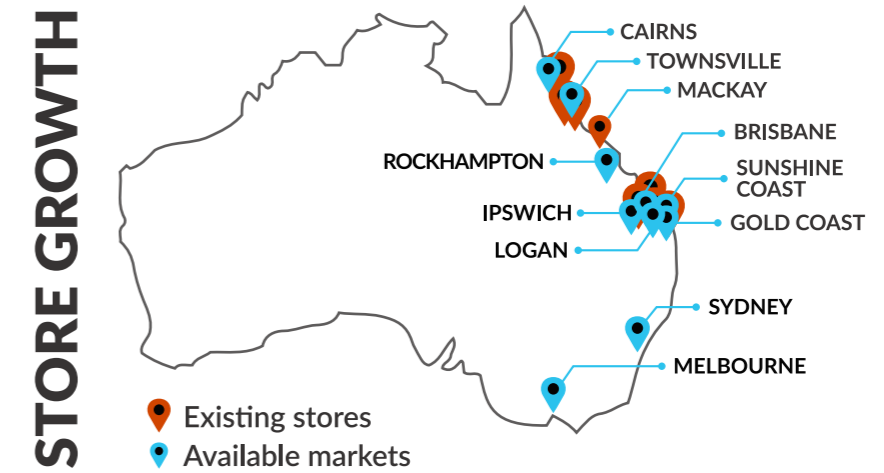 STORE GROWTH
CAIRNS
TOWNSVILLE
MACKAY
BRISBANE
ROCKHAMPTON
SUNSHINE
COAST
IPSWICH
GOLD COAST
LOGAN
SYDNEY
MELBOURNE
Existing stores
Available markets